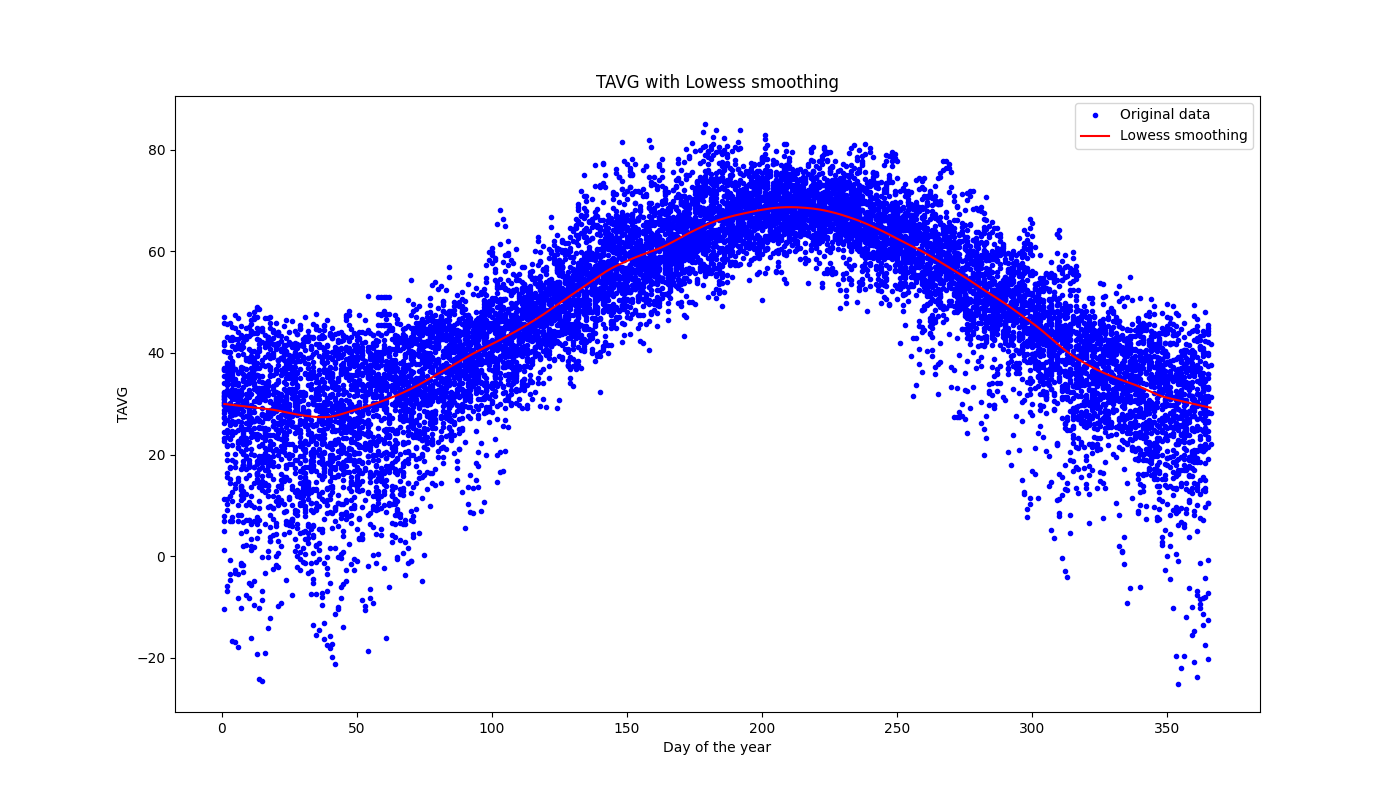 TAVG with Lowess smoothing
Original data
Lowess smoothing
80
60
40
20
0
−20
TAVG
0 50 100 150 200 250 300 350
Day of the year